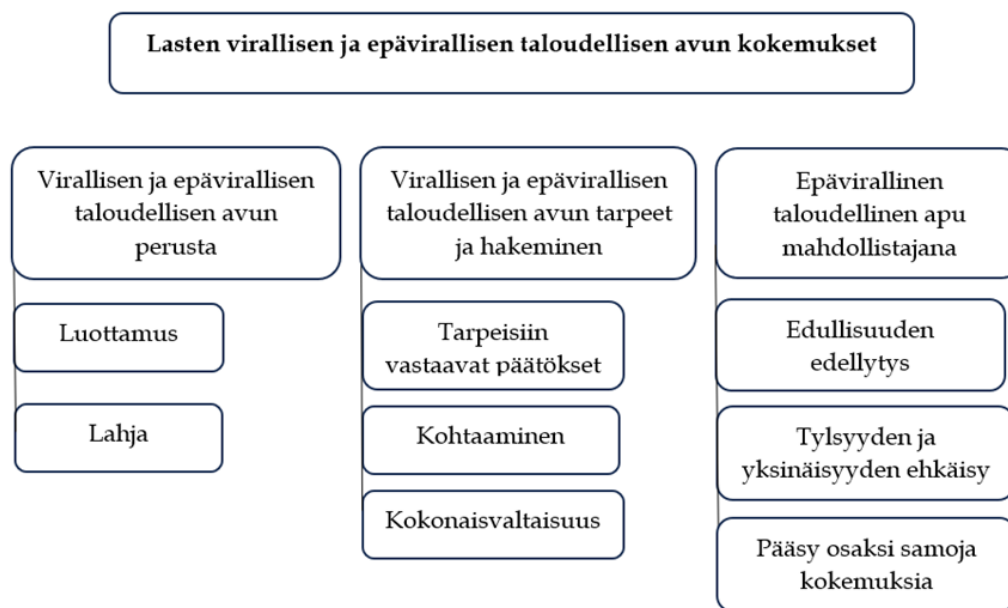 Lasten virallisen ja epävirallisen taloudellisen avun kokemukset
Virallisen ja epävirallisen
taloudellisen avun
perusta
Luottamus
Lahja
Virallisen ja epävirallisen
taloudellisen avun tarpeet
ja hakeminen
Tarpeisiin
vastaavat päätökset
Kohtaaminen
Kokonaisvaltaisuus
Epävirallinen
taloudellinen apu
mahdollistajana
Edullisuuden
edellytys
Tylsyyden ja
yksinäisyyden ehkäisy
Pääsy osaksi samoja
kokemuksia